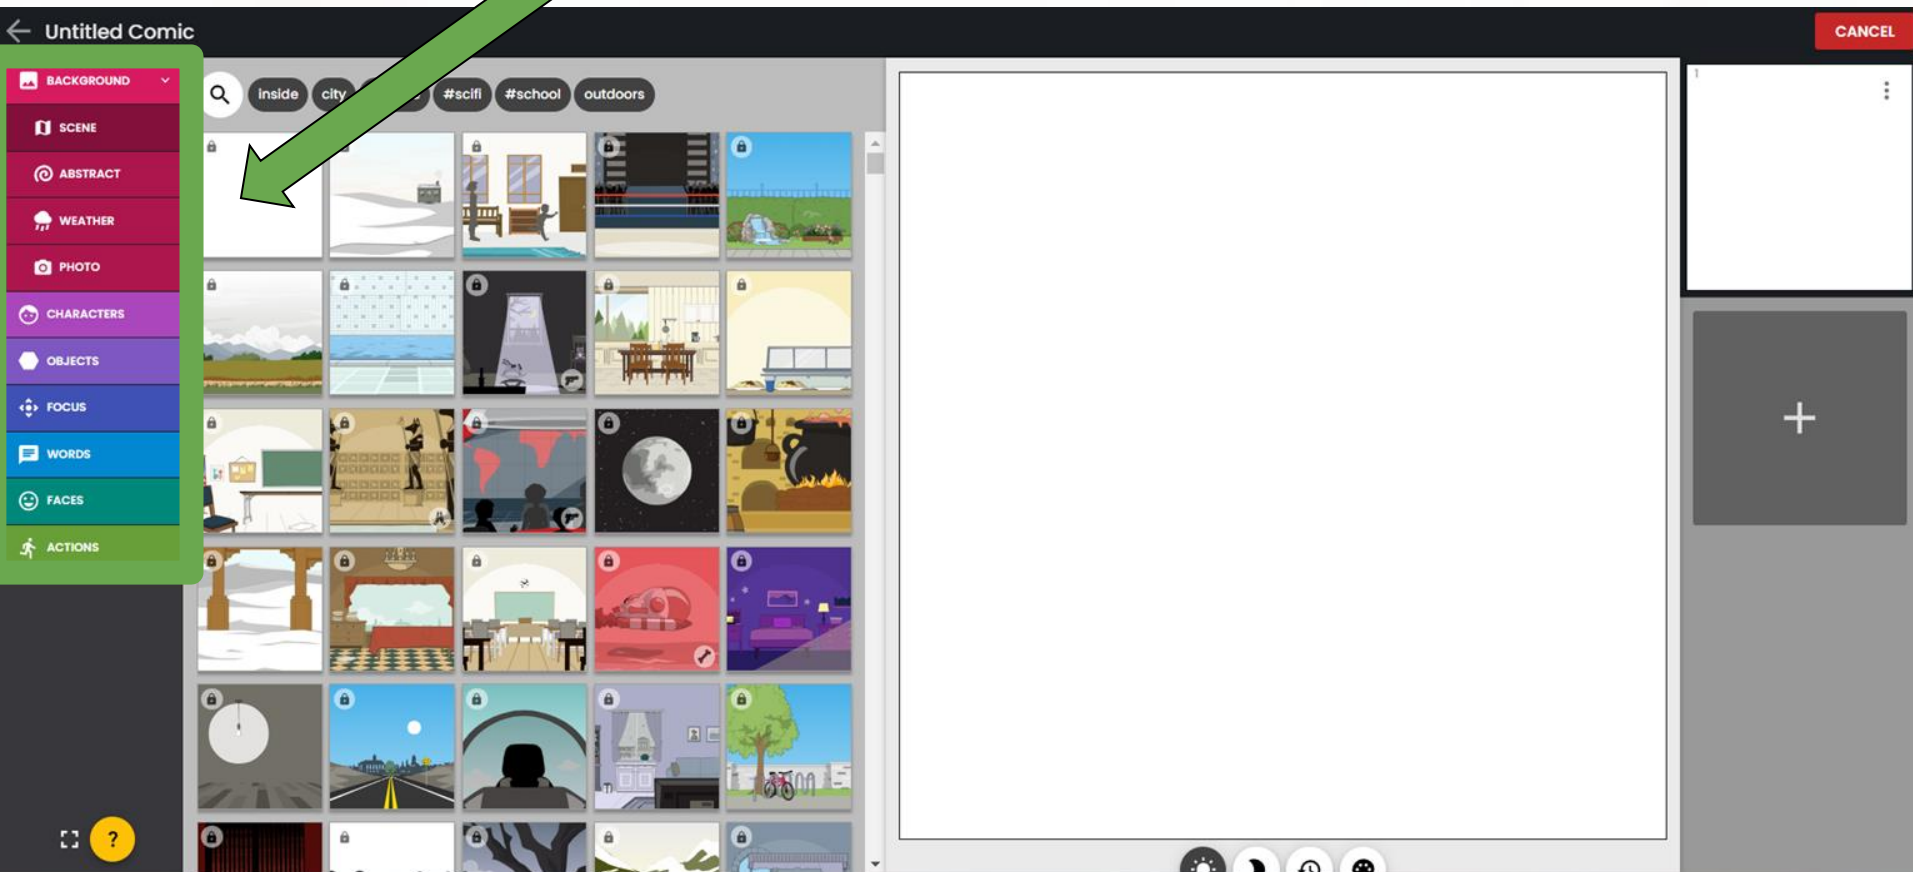 Untitled Comic
CANCEL
BACKGROUND
SCENE
ABSTRACT
WEATHER
PHOTO
CHARACTERS
OBJECTS
FOCUS
WORDS
FACES
ACTIONS
inside
city
#scifi
#school
outdoors
1
?